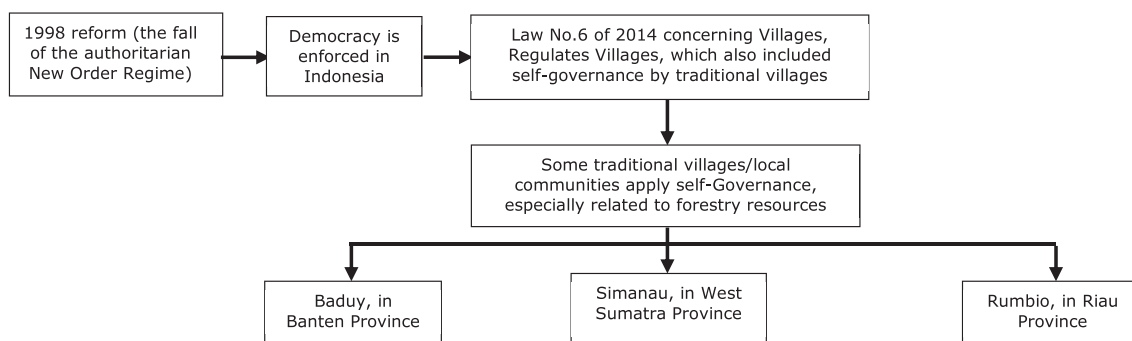 1998 reform (the fall
of the authoritarian
New Order Regime)
Democracy is
enforced in
Indonesia
Law No.6 of 2014 concerning Villages,
Regulates Villages, which also included
self-governance by traditional villages
Some traditional villages/local
communities apply self-Governance,
especially related to forestry resources
Baduy, in
Banten Province
Simanau, in West
Sumatra Province
Rumbio, in Riau
Province